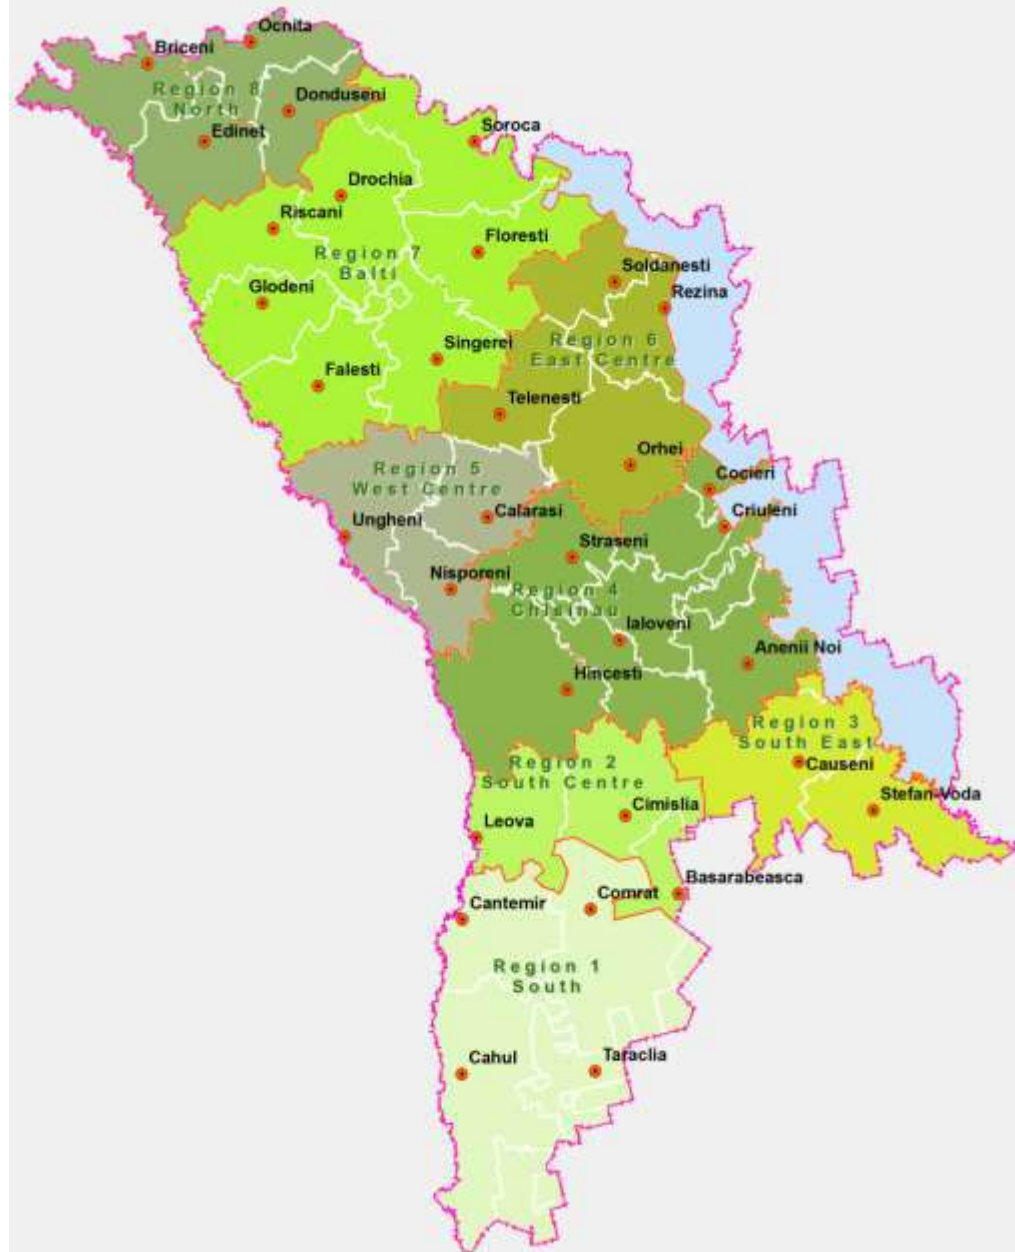 Ocnita
Briceni
Region 8
North
Donduseni
Edinet
Soroca
Drochia
Riscani
Floresti
Region 7
Balti
Soldanesti
Glodeni
Rezina
Region 6
East Centre
Singerei
Falesti
Telenesti
Orhei
Region 5
West Centre
Cocieri
Criuleni
Ungheni
Calarasi
Straseni
Nisporeni
Region 4
Chisinau
Ialoveni
Anenii Noi
Hincesti
Region 3
South East
Region 2
South Centre
Causeni
Stefan-Voda
Cimislia
Leova
Basarabeasca
Cantemir
Comrat
Region 1
South
Cahul
Taraclia